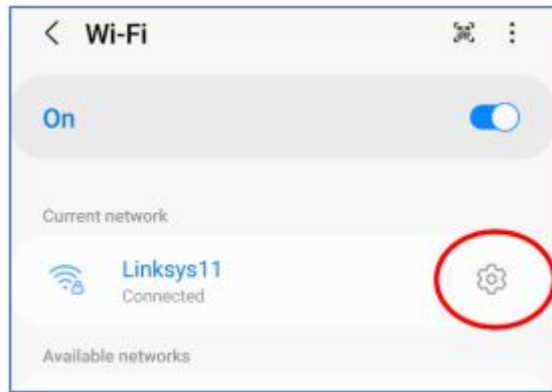 Wi-Fi
On
Current network
Linksys11
Connected
Available networks